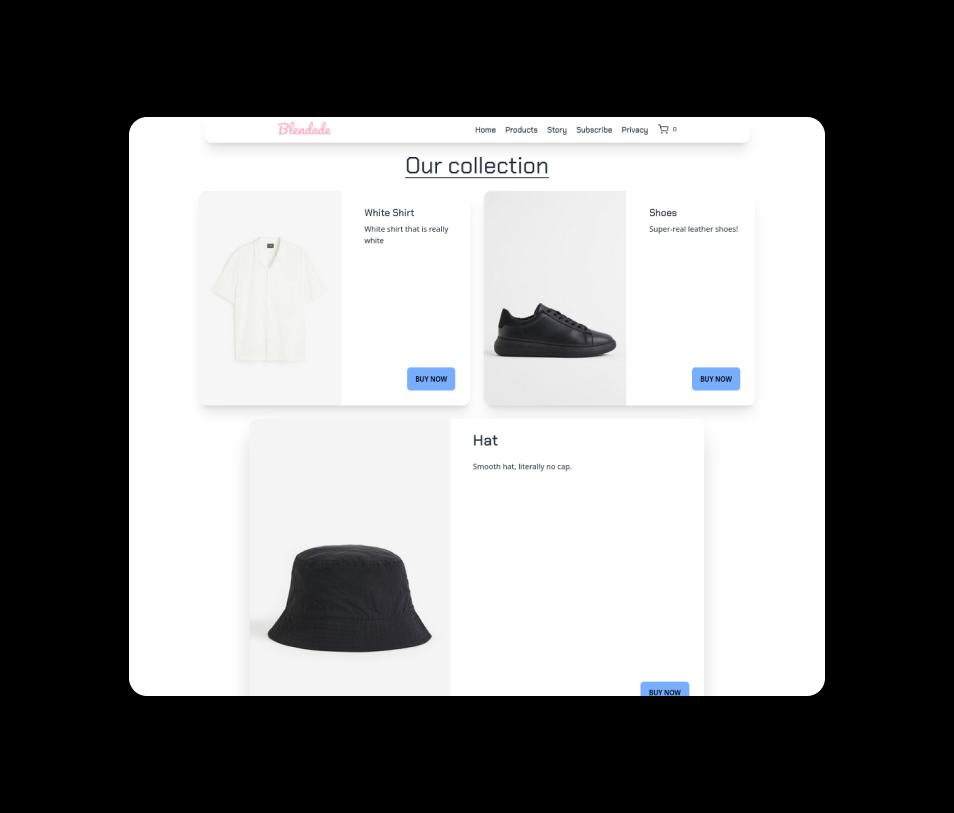 Blendade
Home Products Story Subscribe Privacy 0
Our collection
White Shirt
White shirt that is really
white
BUY NOW
Shoes
Super-real leather shoes!
BUY NOW
Hat
Smooth hat, literally no cap.
BUY NOW